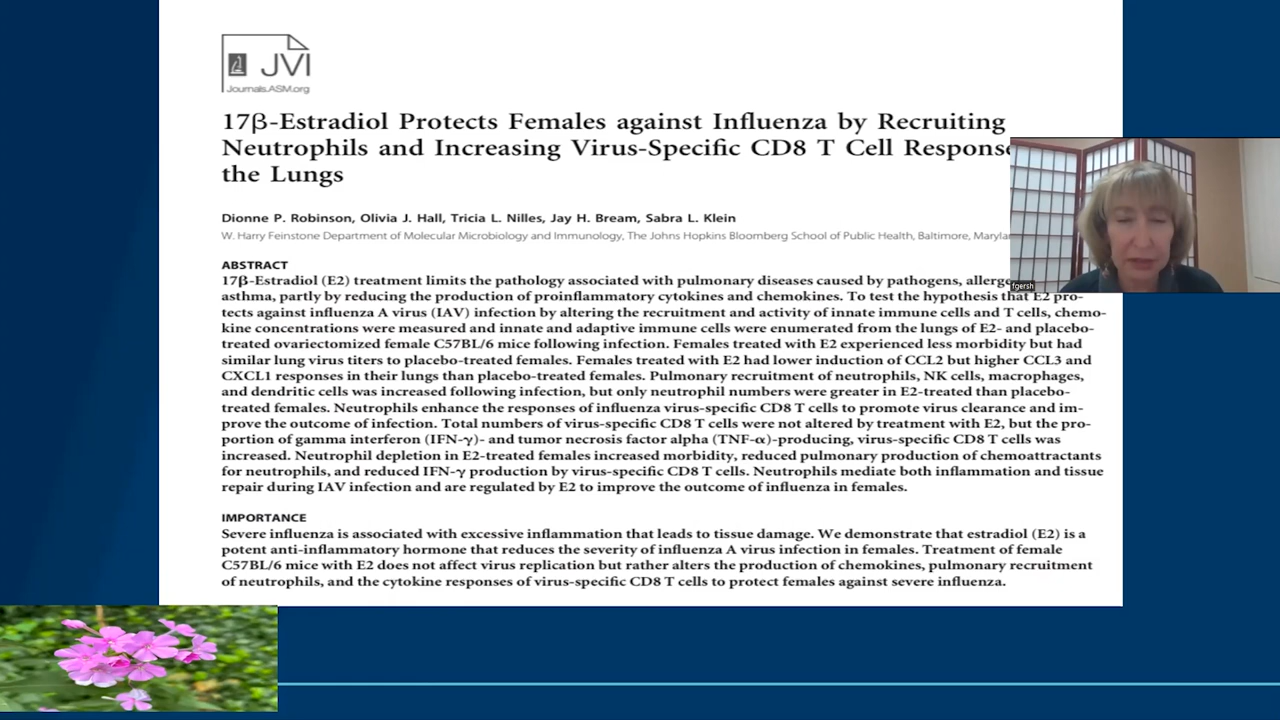 JVI
Journals.ASM.org
17β-Estradiol Protects Females against Influenza by Recruiting
Neutrophils and Increasing Virus-Specific CD8 T Cell Response
the Lungs
Dionne P. Robinson, Olivia J. Hall, Tricia L. Nilles, Jay H. Bream, Sabra L. Klein
W. Harry Feinstone Department of Molecular Microbiology and Immunology, The Johns Hopkins Bloomberg School of Public Health, Baltimore,
fgersh
ABSTRACT
17β-Estradiol (E2) treatment limits the pathology associated with pulmonary diseases caused by pathogens,
asthma, partly by reducing the production of proinflammatory cytokines and chemokines. To test the hypothesis that E2 pro-
tects against influenza A virus (IAV) infection by altering the recruitment and activity of innate immune cells and T cells, chemo-
kine concentrations were measured and innate and adaptive immune cells were enumerated from the lungs of E2- and placebo-
treated ovariectomized female C57BL/6 mice following infection. Females treated with E2 experienced less morbidity but had
similar lung virus titers to placebo-treated females. Females treated with E2 had lower induction of CCL2 but higher CCL3 and
CXCL1 responses in their lungs than placebo-treated females. Pulmonary recruitment of neutrophils, NK cells, macrophages,
and dendritic cells was increased following infection, but only neutrophil numbers were greater in E2-treated than placebo-
treated females. Neutrophils enhance the responses of influenza virus-specific CD8 T cells to promote virus clearance and im-
prove the outcome of infection. Total numbers of virus-specific CD8 T cells were not altered by treatment with E2, but the pro-
portion of gamma interferon (IFN-γ)- and tumor necrosis factor alpha (TNF-α)-producing, virus-specific CD8 T cells was
increased. Neutrophil depletion in E2-treated females increased morbidity, reduced pulmonary production of chemoattractants
for neutrophils, and reduced IFN-γ production by virus-specific CD8 T cells. Neutrophils mediate both inflammation and tissue
repair during IAV infection and are regulated by E2 to improve the outcome of influenza in females.
IMPORTANCE
Severe influenza is associated with excessive inflammation that leads to tissue damage. We demonstrate that estradiol (E2) is a
potent anti-inflammatory hormone that reduces the severity of influenza A virus infection in females. Treatment of female
C57BL/6 mice with E2 does not affect virus replication but rather alters the production of chemokines, pulmonary recruitment
of neutrophils, and the cytokine responses of virus-specific CD8 T cells to protect females against severe influenza.